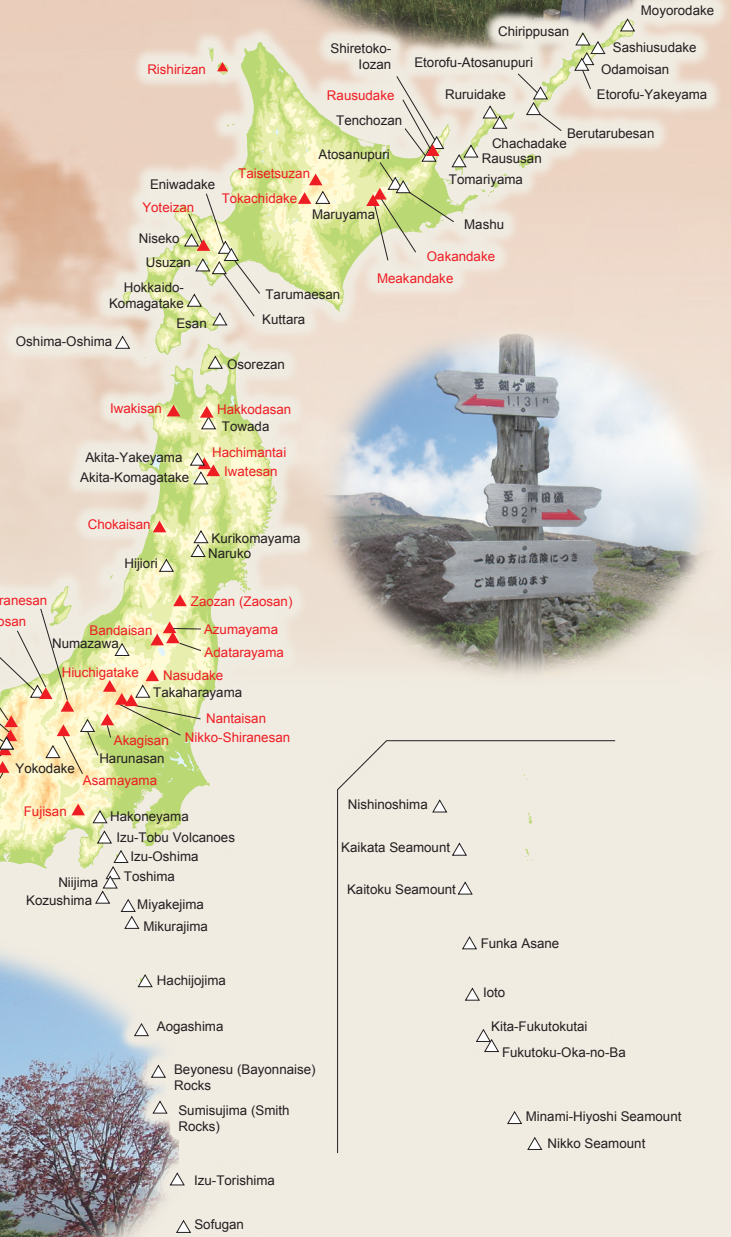 Moyorodake
Chirippusan
Shiretoko-
Iozan
Sashiusudake
Etorofu-Atosanupuri
Odamoisan
Rishirizan
Rausudake
Ruruidake
Etorofu-Yakeyama
Tenchozan
Berutarubesan
Chachadake
Atosanupuri
Raususan
Taisetsuzan
Tomariyama
Eniwadake
Tokachidake
Yoteizan
Maruyama
Mashu
Niseko
Oakandake
Usuzan
Meakandake
Hokkaido-
Komagatake
Tarumaesan
Esan
Kuttara
Oshima-Oshima
Osorezan
至 剣ヶ峰
1,131M
Iwakisan
Hakkodasan
Towada
Hachimantai
Akita-Yakeyama
Iwatesan
Akita-Komagatake
892M
Chokaisan
Kurikomayama
Naruko
一般の方は危険につき
ご遠慮願います
Hijiori
ranesan
Zaozan (Zaosan)
osan
Bandaisan
Azumayama
Numazawa
Adatarayama
Hiuchigatake
Nasudake
Takaharayama
Nantaisan
Nikko-Shiranesan
Akagisan
Harunasan
Yokodake
Asamayama
Fujisan
Hakoneyama
Izu-Tobu Volcanoes
Izu-Oshima
Toshima
Niijima
Kozushima
Miyakejima
Mikurajima
Hachijojima
Aogashima
Beyonesu (Bayonnaise)
Rocks
Sumisujima (Smith
Rocks)
Izu-Torishima
Sofugan
Nishinoshima
Kaikata Seamount
Kaitoku Seamount
Funka Asane
Ioto
Kita-Fukutokutai
Fukutoku-Oka-no-Ba
Minami-Hiyoshi Seamount
Nikko Seamount